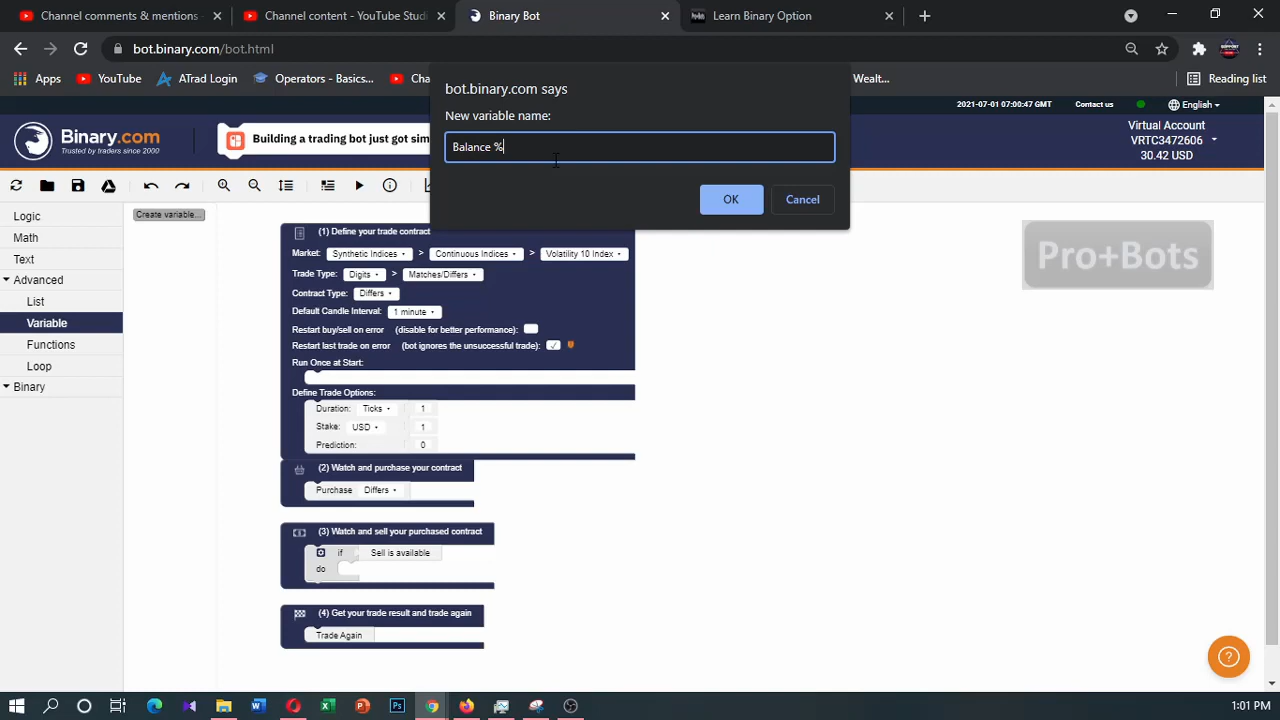 Channel comments & mentions -
Channel content - YouTube Studi
Binary Bot
Learn Binary Option
bot.binary.com/bot.html
Apps
YouTube
ATrad Login
Operators - Basics...
Cha
Wealt...
Reading list
bot.binary.com says
New variable name:
Balance %
OK
Cancel
2021-07-01 07:00:47 GMT
Contact us
English
Binary.com
Trusted by traders since 2000
Building a trading bot just got sim
Virtual Account
VRTC3472606
30.42 USD
Logic
Math
Text
Advanced
List
Variable
Functions
Loop
Binary
Create variable...
(1) Define your trade contract
Market: Synthetic Indices > Continuous Indices > Volatility 10 Index
Trade Type: Digits > Matches/Differs
Contract Type: Differs
Default Candle Interval: 1 minute
Restart buy/sell on error (disable for better performance):
Restart last trade on error (bot ignores the unsuccessful trade): ✓
Run Once at Start:
Define Trade Options:
Duration: Ticks 1
Stake: USD 1
Prediction: 0
(2) Watch and purchase your contract
Purchase Differs
(3) Watch and sell your purchased contract
if Sell is available
do
(4) Get your trade result and trade again
Trade Again
Pro+Bots
1:01 PM